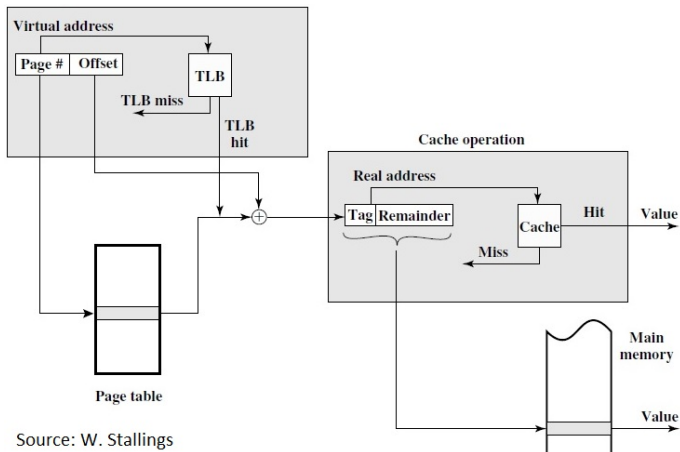 Virtual address
Page # Offset
TLB
TLB miss
TLB
hit
Cache operation
Real address
Tag Remainder
Cache
Hit
Value
Miss
Main
memory
Page table
Value
Source: W. Stallings